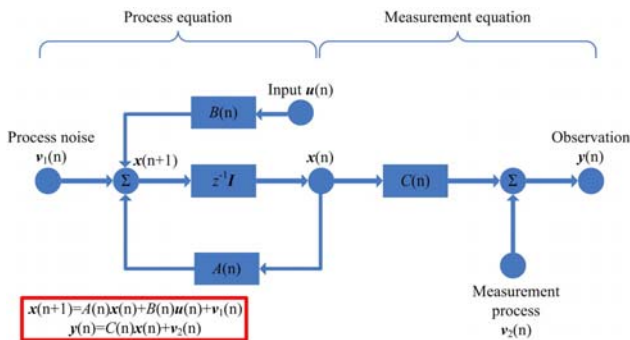 Process equation
Measurement equation
Input u(n)
B(n)
Process noise
v₁(n)
x(n+1)
x(n)
Observation
y(n)
Σ
z⁻¹I
C(n)
Σ
A(n)
x(n+1)=A(n)x(n)+B(n)u(n)+v₁(n)
y(n)=C(n)x(n)+v₂(n)
Measurement
process
v₂(n)